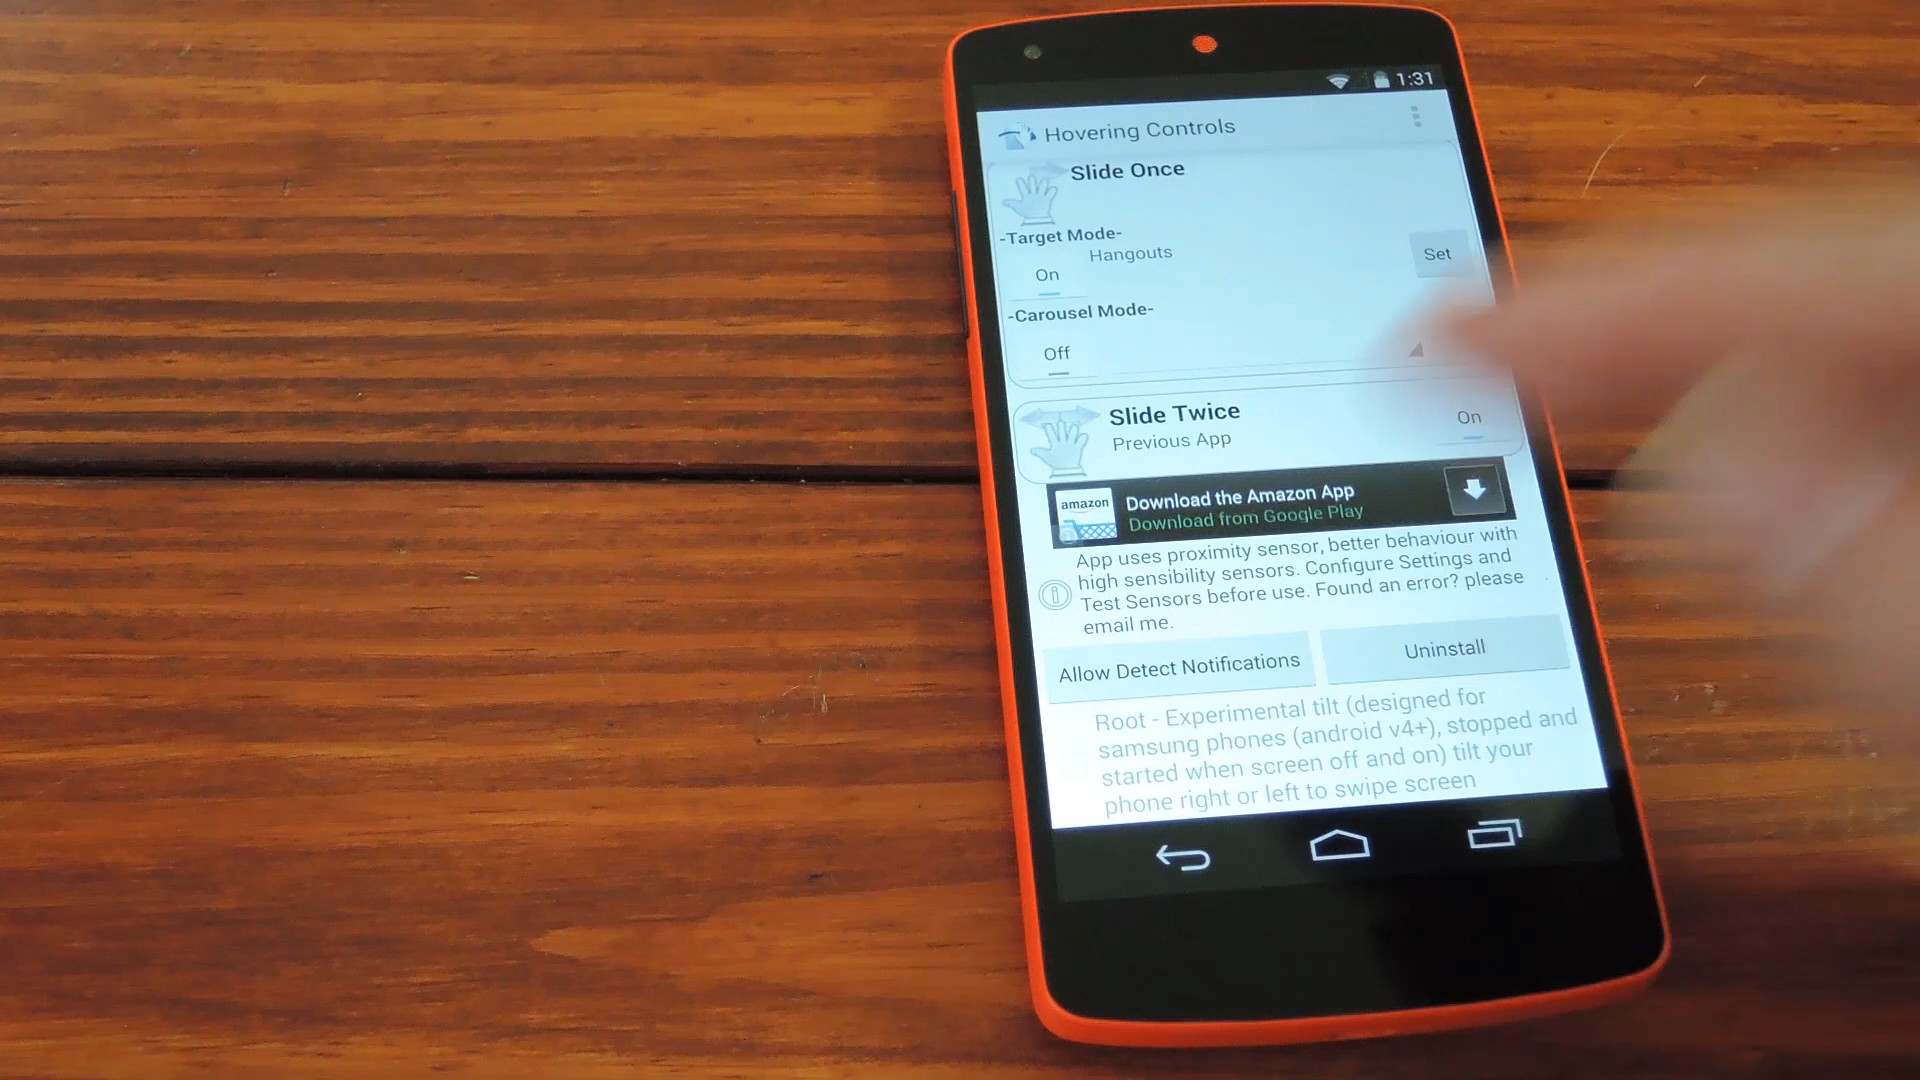 1:31
Hovering Controls
Slide Once
-Target Mode-
Hangouts
On
Set
-Carousel Mode-
Off
Slide Twice
Previous App
On
amazon
Download the Amazon App
Download from Google Play
App uses proximity sensor, better behaviour with
high sensibility sensors. Configure Settings and
Test Sensors before use. Found an error? please
email me.
Allow Detect Notifications
Uninstall
Root - Experimental tilt (designed for
samsung phones (android v4+), stopped and
started when screen off and on) tilt your
phone right or left to swipe screen